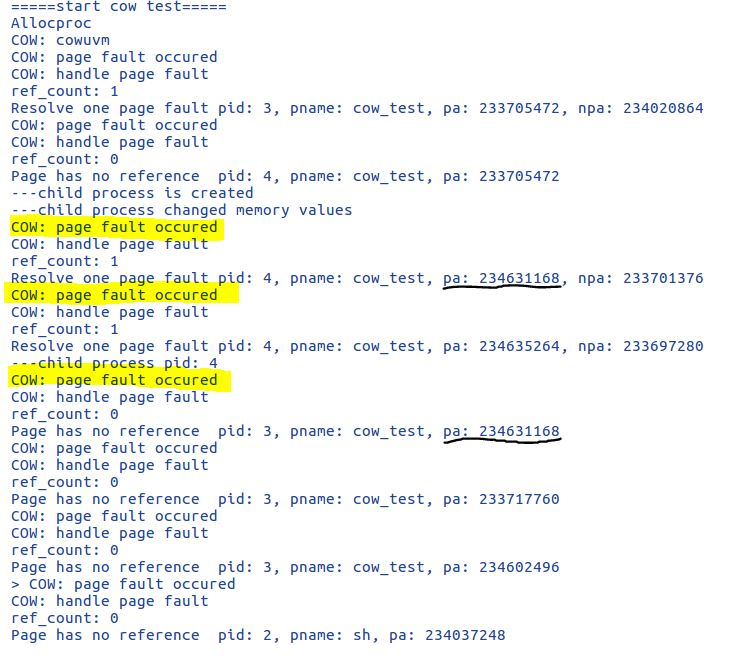 =====start cow test=====
Allocproc
COW: cowuvm
COW: page fault occured
COW: handle page fault
ref_count: 1
Resolve one page fault pid: 3, pname: cow_test, pa: 233705472, npa: 234020864
COW: page fault occured
COW: handle page fault
ref_count: 0
Page has no reference  pid: 4, pname: cow_test, pa: 233705472
---child process is created
---child process changed memory values
COW: page fault occured
COW: handle page fault
ref_count: 1
Resolve one page fault pid: 4, pname: cow_test, pa: 234631168, npa: 233701376
COW: page fault occured
COW: handle page fault
ref_count: 1
Resolve one page fault pid: 4, pname: cow_test, pa: 234635264, npa: 233697280
---child process pid: 4
COW: page fault occured
COW: handle page fault
ref_count: 0
Page has no reference  pid: 3, pname: cow_test, pa: 234631168
COW: page fault occured
COW: handle page fault
ref_count: 0
Page has no reference  pid: 3, pname: cow_test, pa: 233717760
COW: page fault occured
COW: handle page fault
ref_count: 0
Page has no reference  pid: 3, pname: cow_test, pa: 234602496
> COW: page fault occured
COW: handle page fault
ref_count: 0
Page has no reference  pid: 2, pname: sh, pa: 234037248